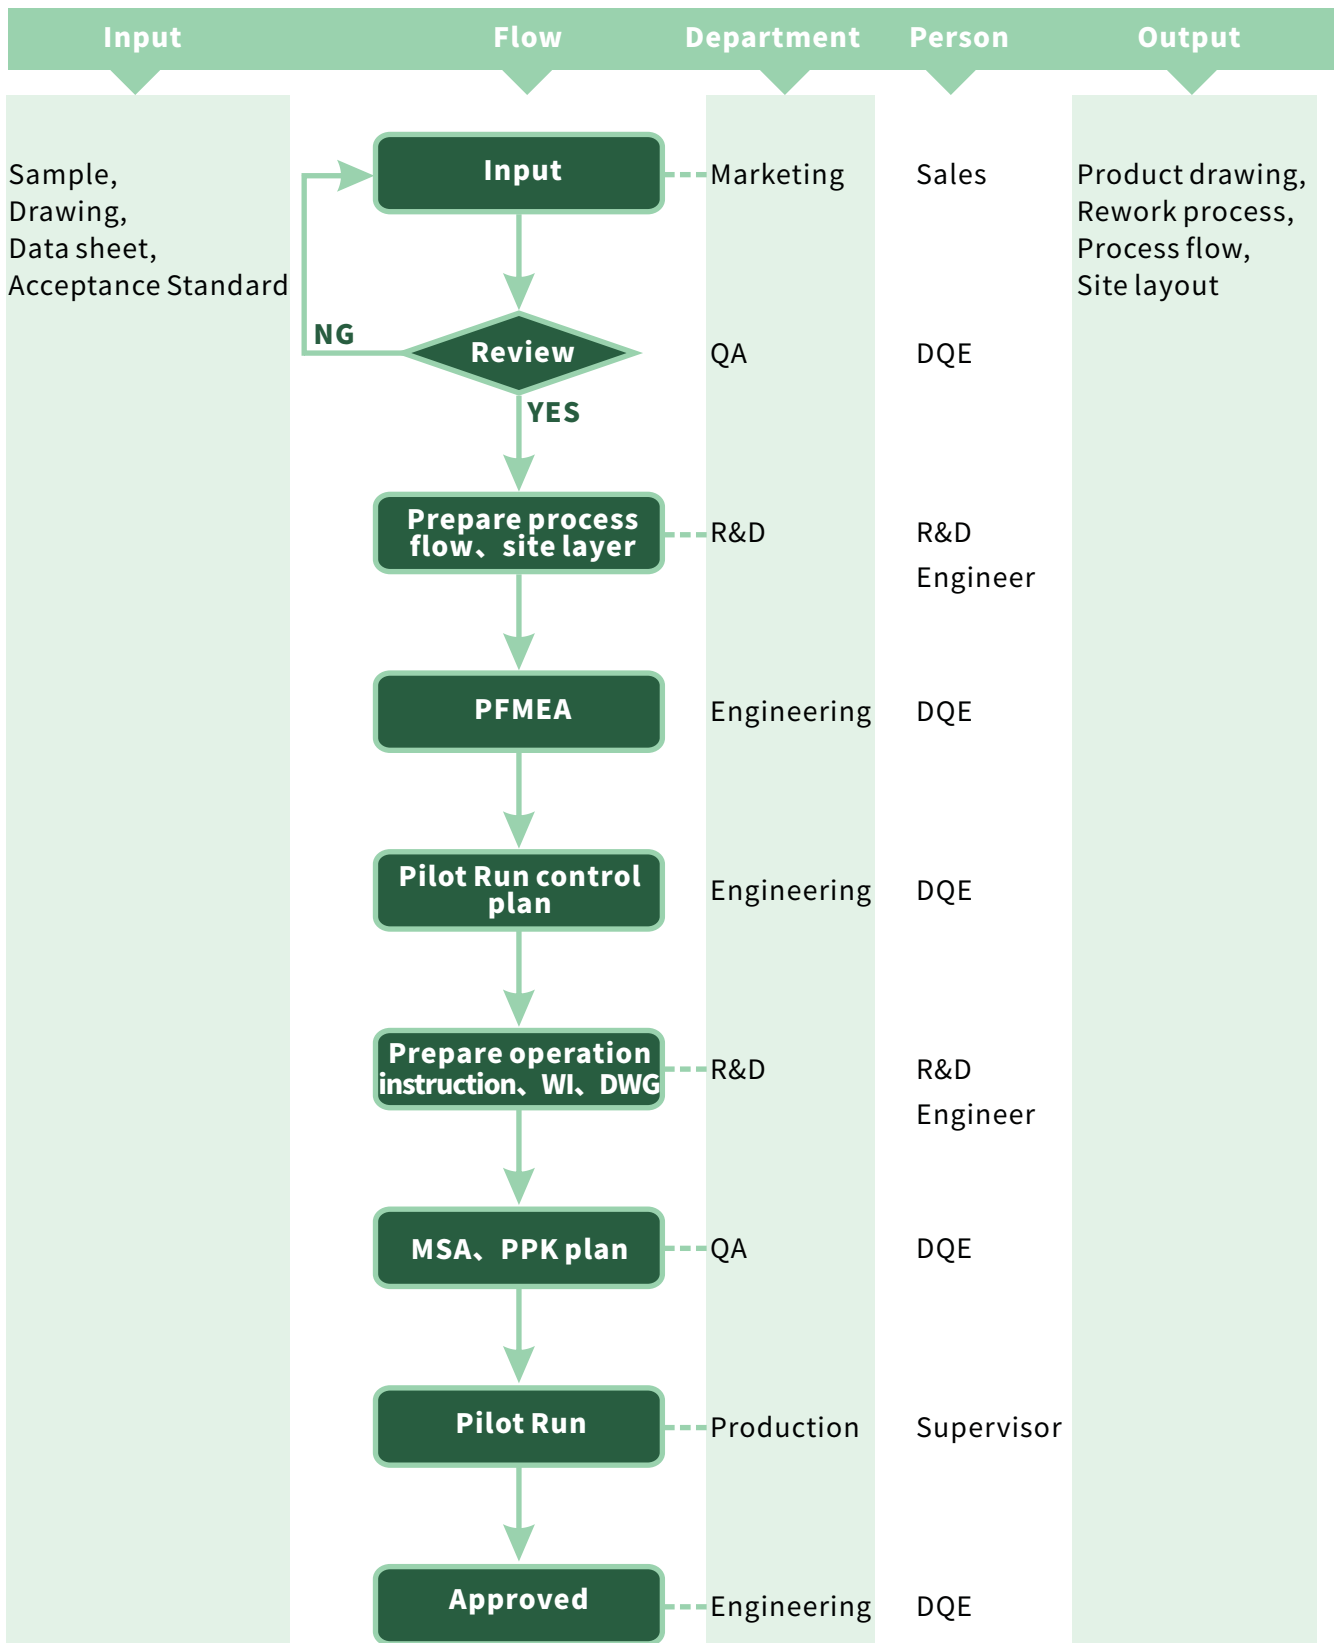 Input
Flow
Department
Person
Output
Sample,
Drawing,
Data sheet,
Acceptance Standard
Input
Marketing
Sales
Product drawing,
Rework process,
Process flow,
Site layout
NG
Review
QA
DQE
YES
Prepare process
flow、site layer
R&D
R&D
Engineer
PFMEA
Engineering
DQE
Pilot Run control
plan
Engineering
DQE
Prepare operation
instruction、WI、DWG
R&D
R&D
Engineer
MSA、PPK plan
QA
DQE
Pilot Run
Production
Supervisor
Approved
Engineering
DQE